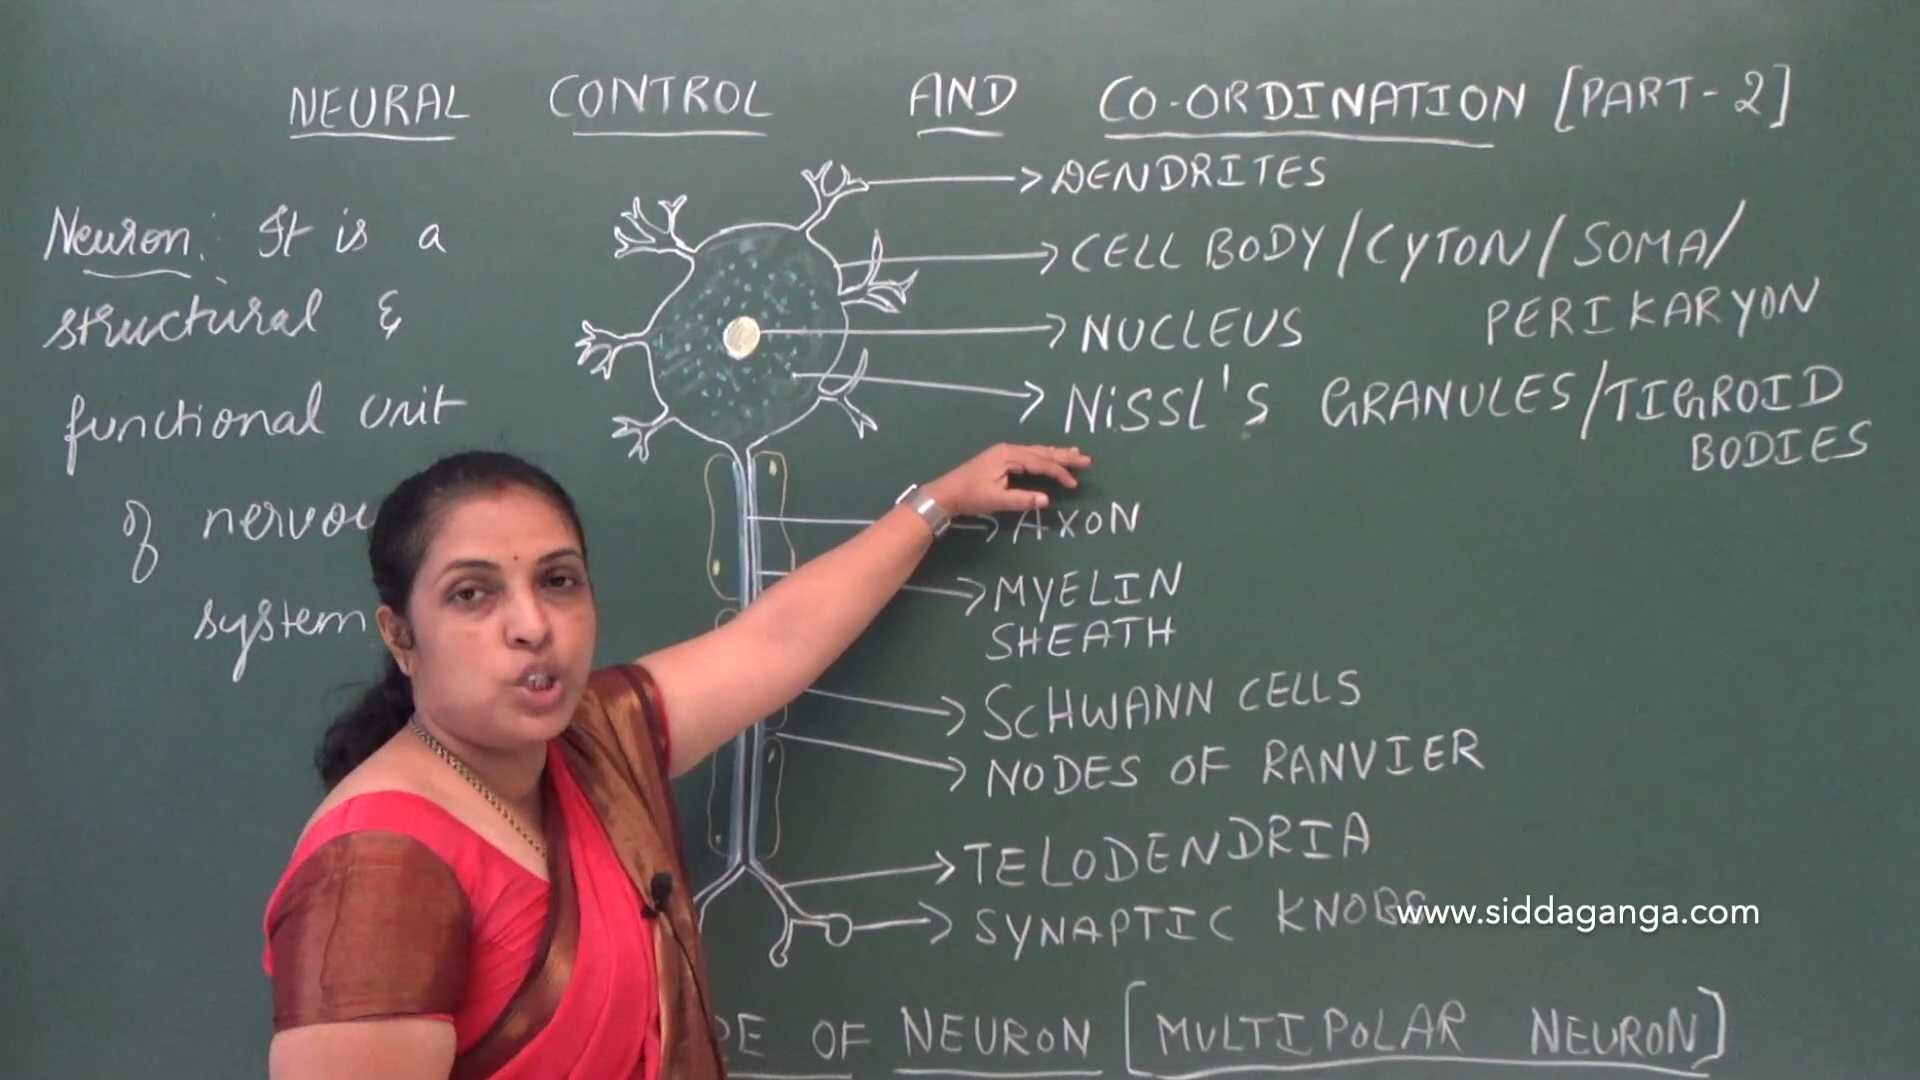 NEURAL CONTROL AND CO-ORDINATION [PART-2]
Neuron: It is a
structural &
functional unit
of
system
DENDRITES
CELL BODY/CYTON/SOMA/
PERIKARYON
NUCLEUS
NiSSL'S GRANULES/TIGROID
BODIES
AXON
MYELIN
SHEATH
SCHWANN CELLS
NODES OF RANVIER
TELODENDRIA
SYNAPTIC KNOBS
www.siddaganga.com
OF NEURON [MULTIPOLAR NEURON]